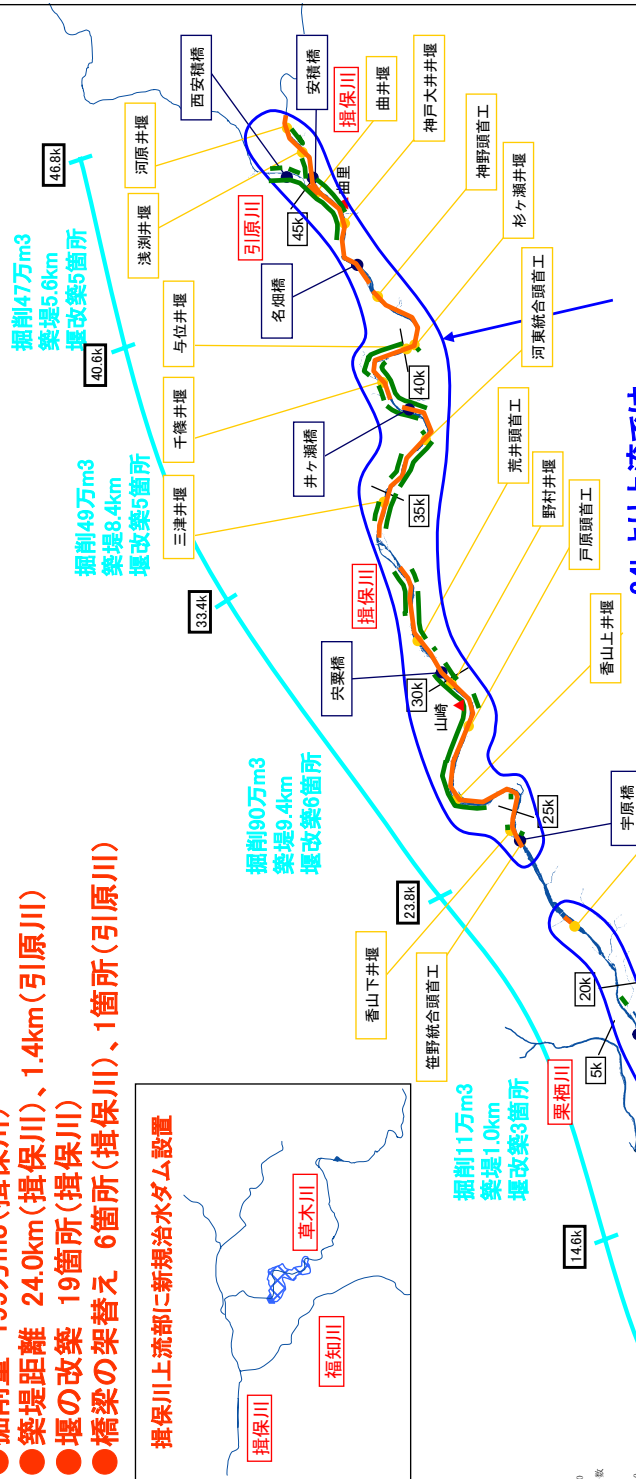 ●築堤距離 24.0km(揖保川)、1.4km(引原川)
●堰の改築 19箇所(揖保川)
●橋梁の架替え 6箇所(揖保川)、1箇所(引原川)
揖保川上流部に新規治水ダム設置
揖保川
福知川
草木川
14.6k
掘削11万m3
築堤1.0km
堰改築3箇所
23.8k
掘削90万m3
築堤9.4km
堰改築6箇所
33.4k
掘削49万m3
築堤8.4km
堰改築5箇所
40.6k
掘削47万m3
築堤5.6km
堰改築5箇所
46.8k
栗栖川
5k
20k
香山下井堰
笹野統合頭首工
宇原橋
25k
香山上井堰
山崎
30k
宍粟橋
戸原頭首工
野村井堰
荒井頭首工
揖保川
三津井堰
35k
井ヶ瀬橋
千篠井堰
与位井堰
40k
河東統合頭首工
杉ヶ瀬井堰
神野頭首工
名畑橋
引原川
45k
曲里
神戸大井井堰
曲井堰
揖保川
安積橋
西安積橋
浅渕井堰
河原井堰